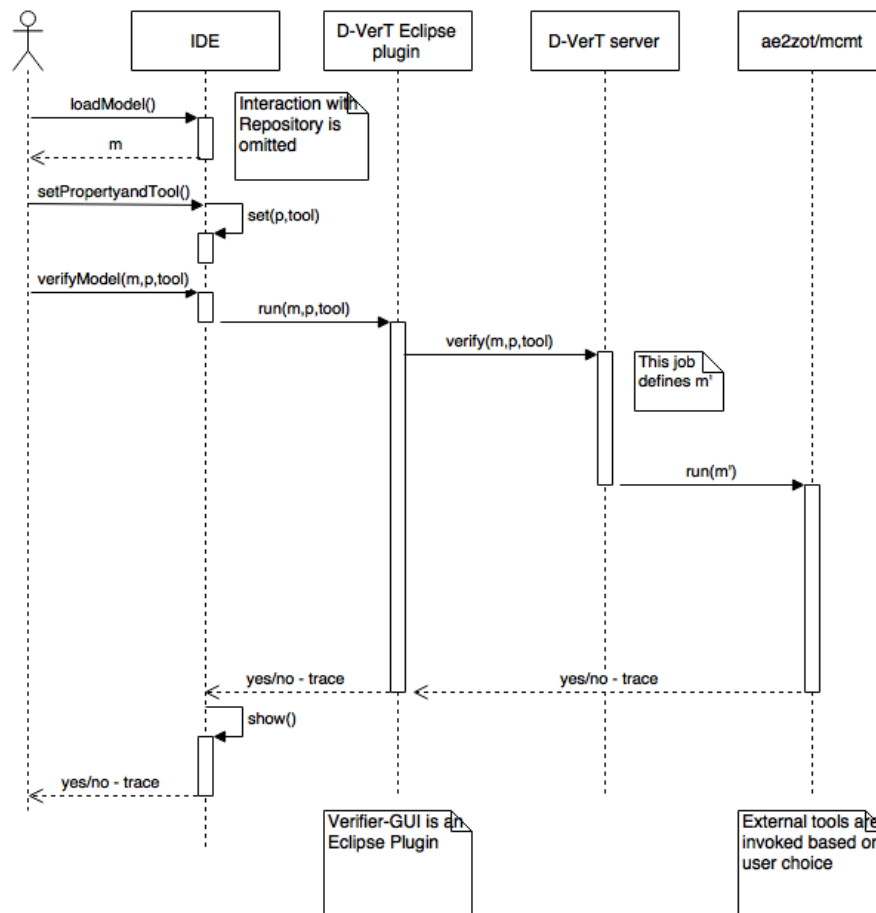 IDE
D-VerT Eclipse
plugin
D-VerT server
ae2zot/mcmt
loadModel()
Interaction with
Repository is
omitted
m
setPropertyandTool()
set(p,tool)
verifyModel(m,p,tool)
run(m,p,tool)
verify(m,p,tool)
This job
defines m'
run(m')
yes/no - trace
yes/no - trace
show()
yes/no - trace
Verifier-GUI is an
Eclipse Plugin
External tools are
invoked based on
user choice